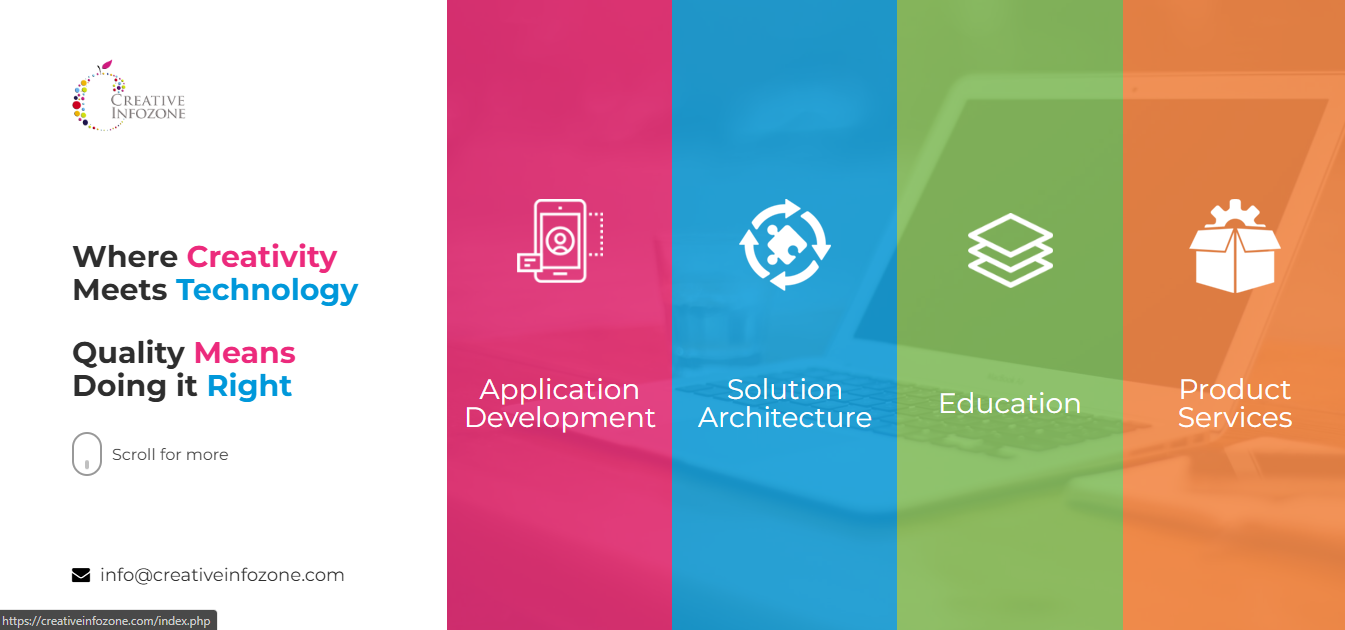 CREATIVE
INFOZONE
Where Creativity
Meets Technology
Quality Means
Doing it Right
Scroll for more
info@creativeinfozone.com
https://creativeinfozone.com/index.php
Application
Development
Solution
Architecture
Education
Product
Services